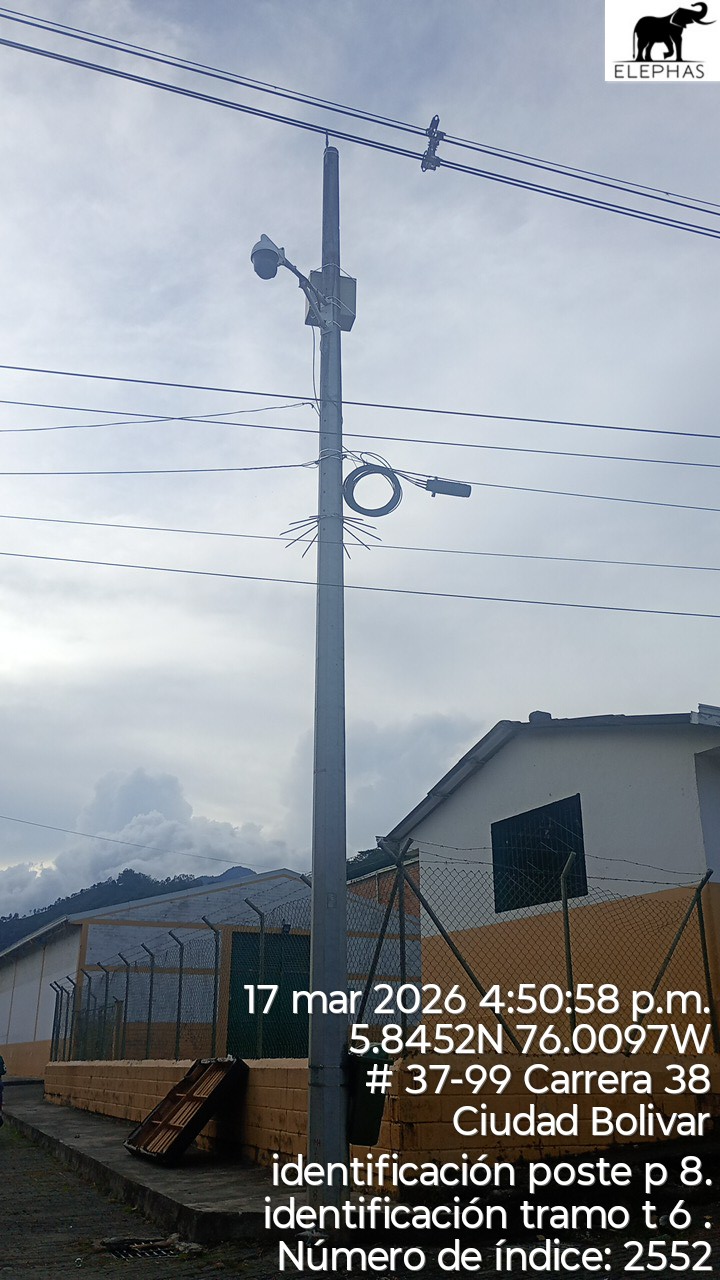 ELEPHAS
17 mar 2026 4:50:58 p.m.
5.8452N 76.0097W
# 37-99 Carrera 38
Ciudad Bolivar
identificación poste p 8.
identificación tramo t 6 .
Número de índice: 2552